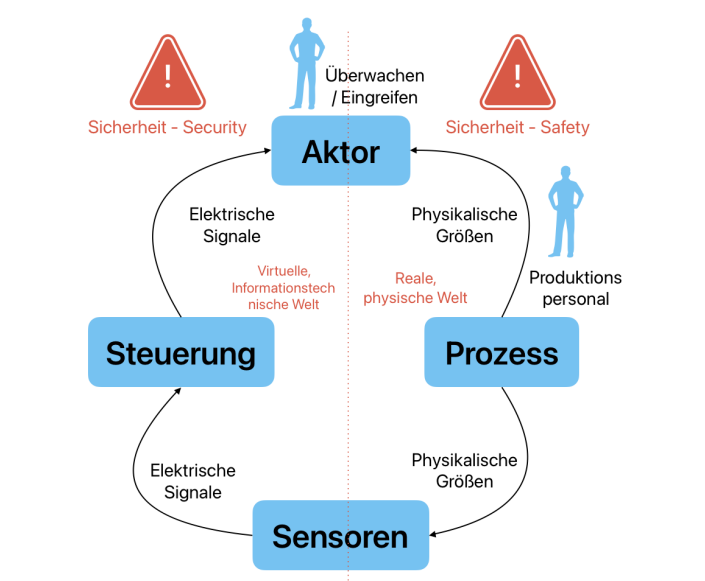 Überwachen
/ Eingreifen
Sicherheit - Security
Sicherheit - Safety
Aktor
Elektrische
Signale
Physikalische
Größen
Virtuelle,
Informationstech
nische Welt
Reale,
physische Welt
Produktions
personal
Steuerung
Prozess
Elektrische
Signale
Physikalische
Größen
Sensoren